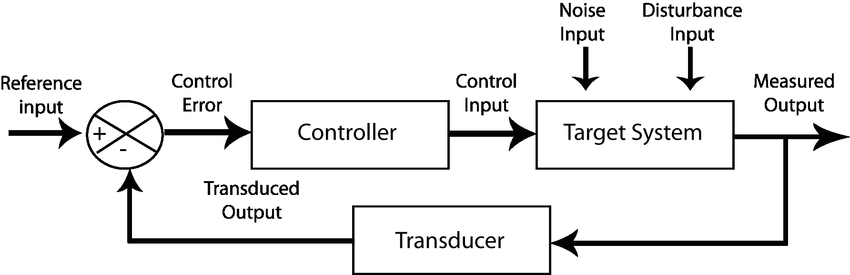 Noise
Input
Disturbance
Input
Reference
input
Control
Error
Control
Input
Measured
Output
+
-
Controller
Target System
Transduced
Output
Transducer